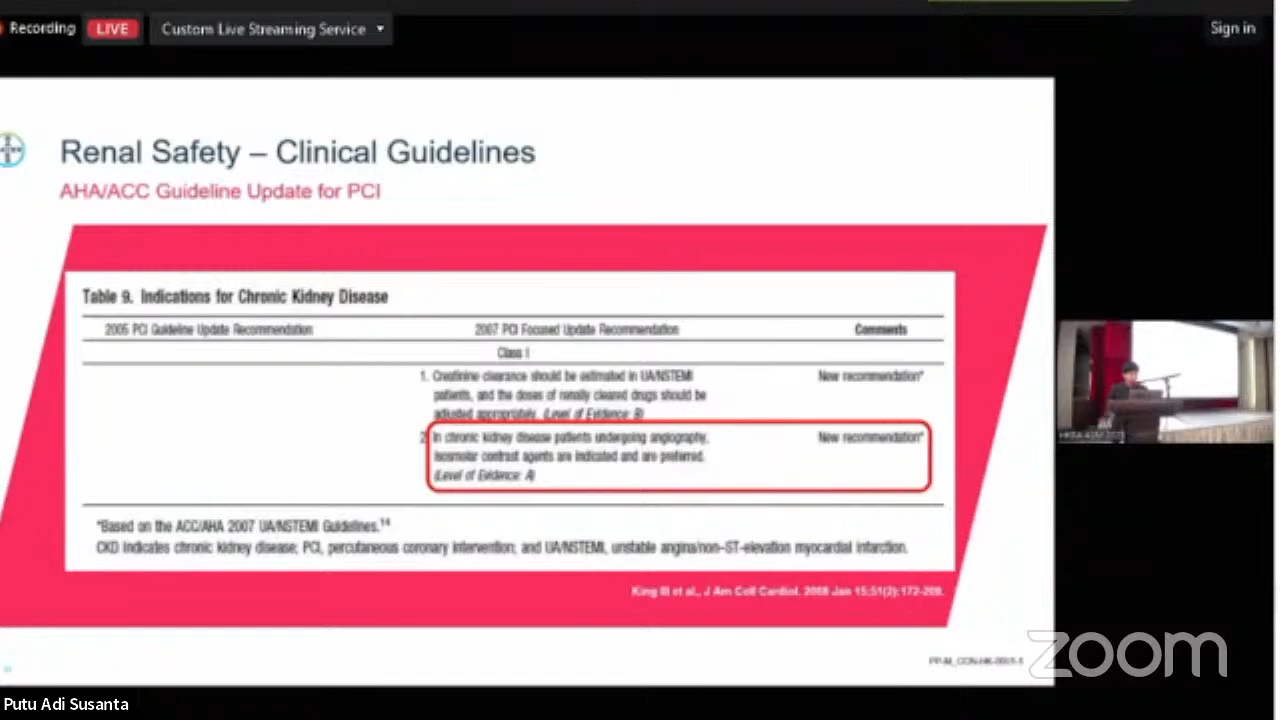 Recording
LIVE
Custom Live Streaming Service
Sign in
Renal Safety – Clinical Guidelines
AHA/ACC Guideline Update for PCI
Table 9. Indications for Chronic Kidney Disease
2005 PCI Guideline Update Recommendation
2007 PCI Focused Update Recommendation
Comments
Class I
1. Creatinine clearance should be estimated in UA/NSTEMI
patients, and the doses of renally cleared drugs should be
adjusted appropriately. (Level of Evidence: B)
New recommendation*
2. In chronic kidney disease patients undergoing angiography,
isosmolar contrast agents are indicated and are preferred.
(Level of Evidence: A)
New recommendation*
*Based on the ACC/AHA 2007 UA/NSTEMI Guidelines.14
CKD indicates chronic kidney disease; PCI, percutaneous coronary intervention; and UA/NSTEMI, unstable angina/non–ST-elevation myocardial infarction.
King III et al., J Am Coll Cardiol. 2008 Jan 15;51(2):172-209.
zoom
Putu Adi Susanta